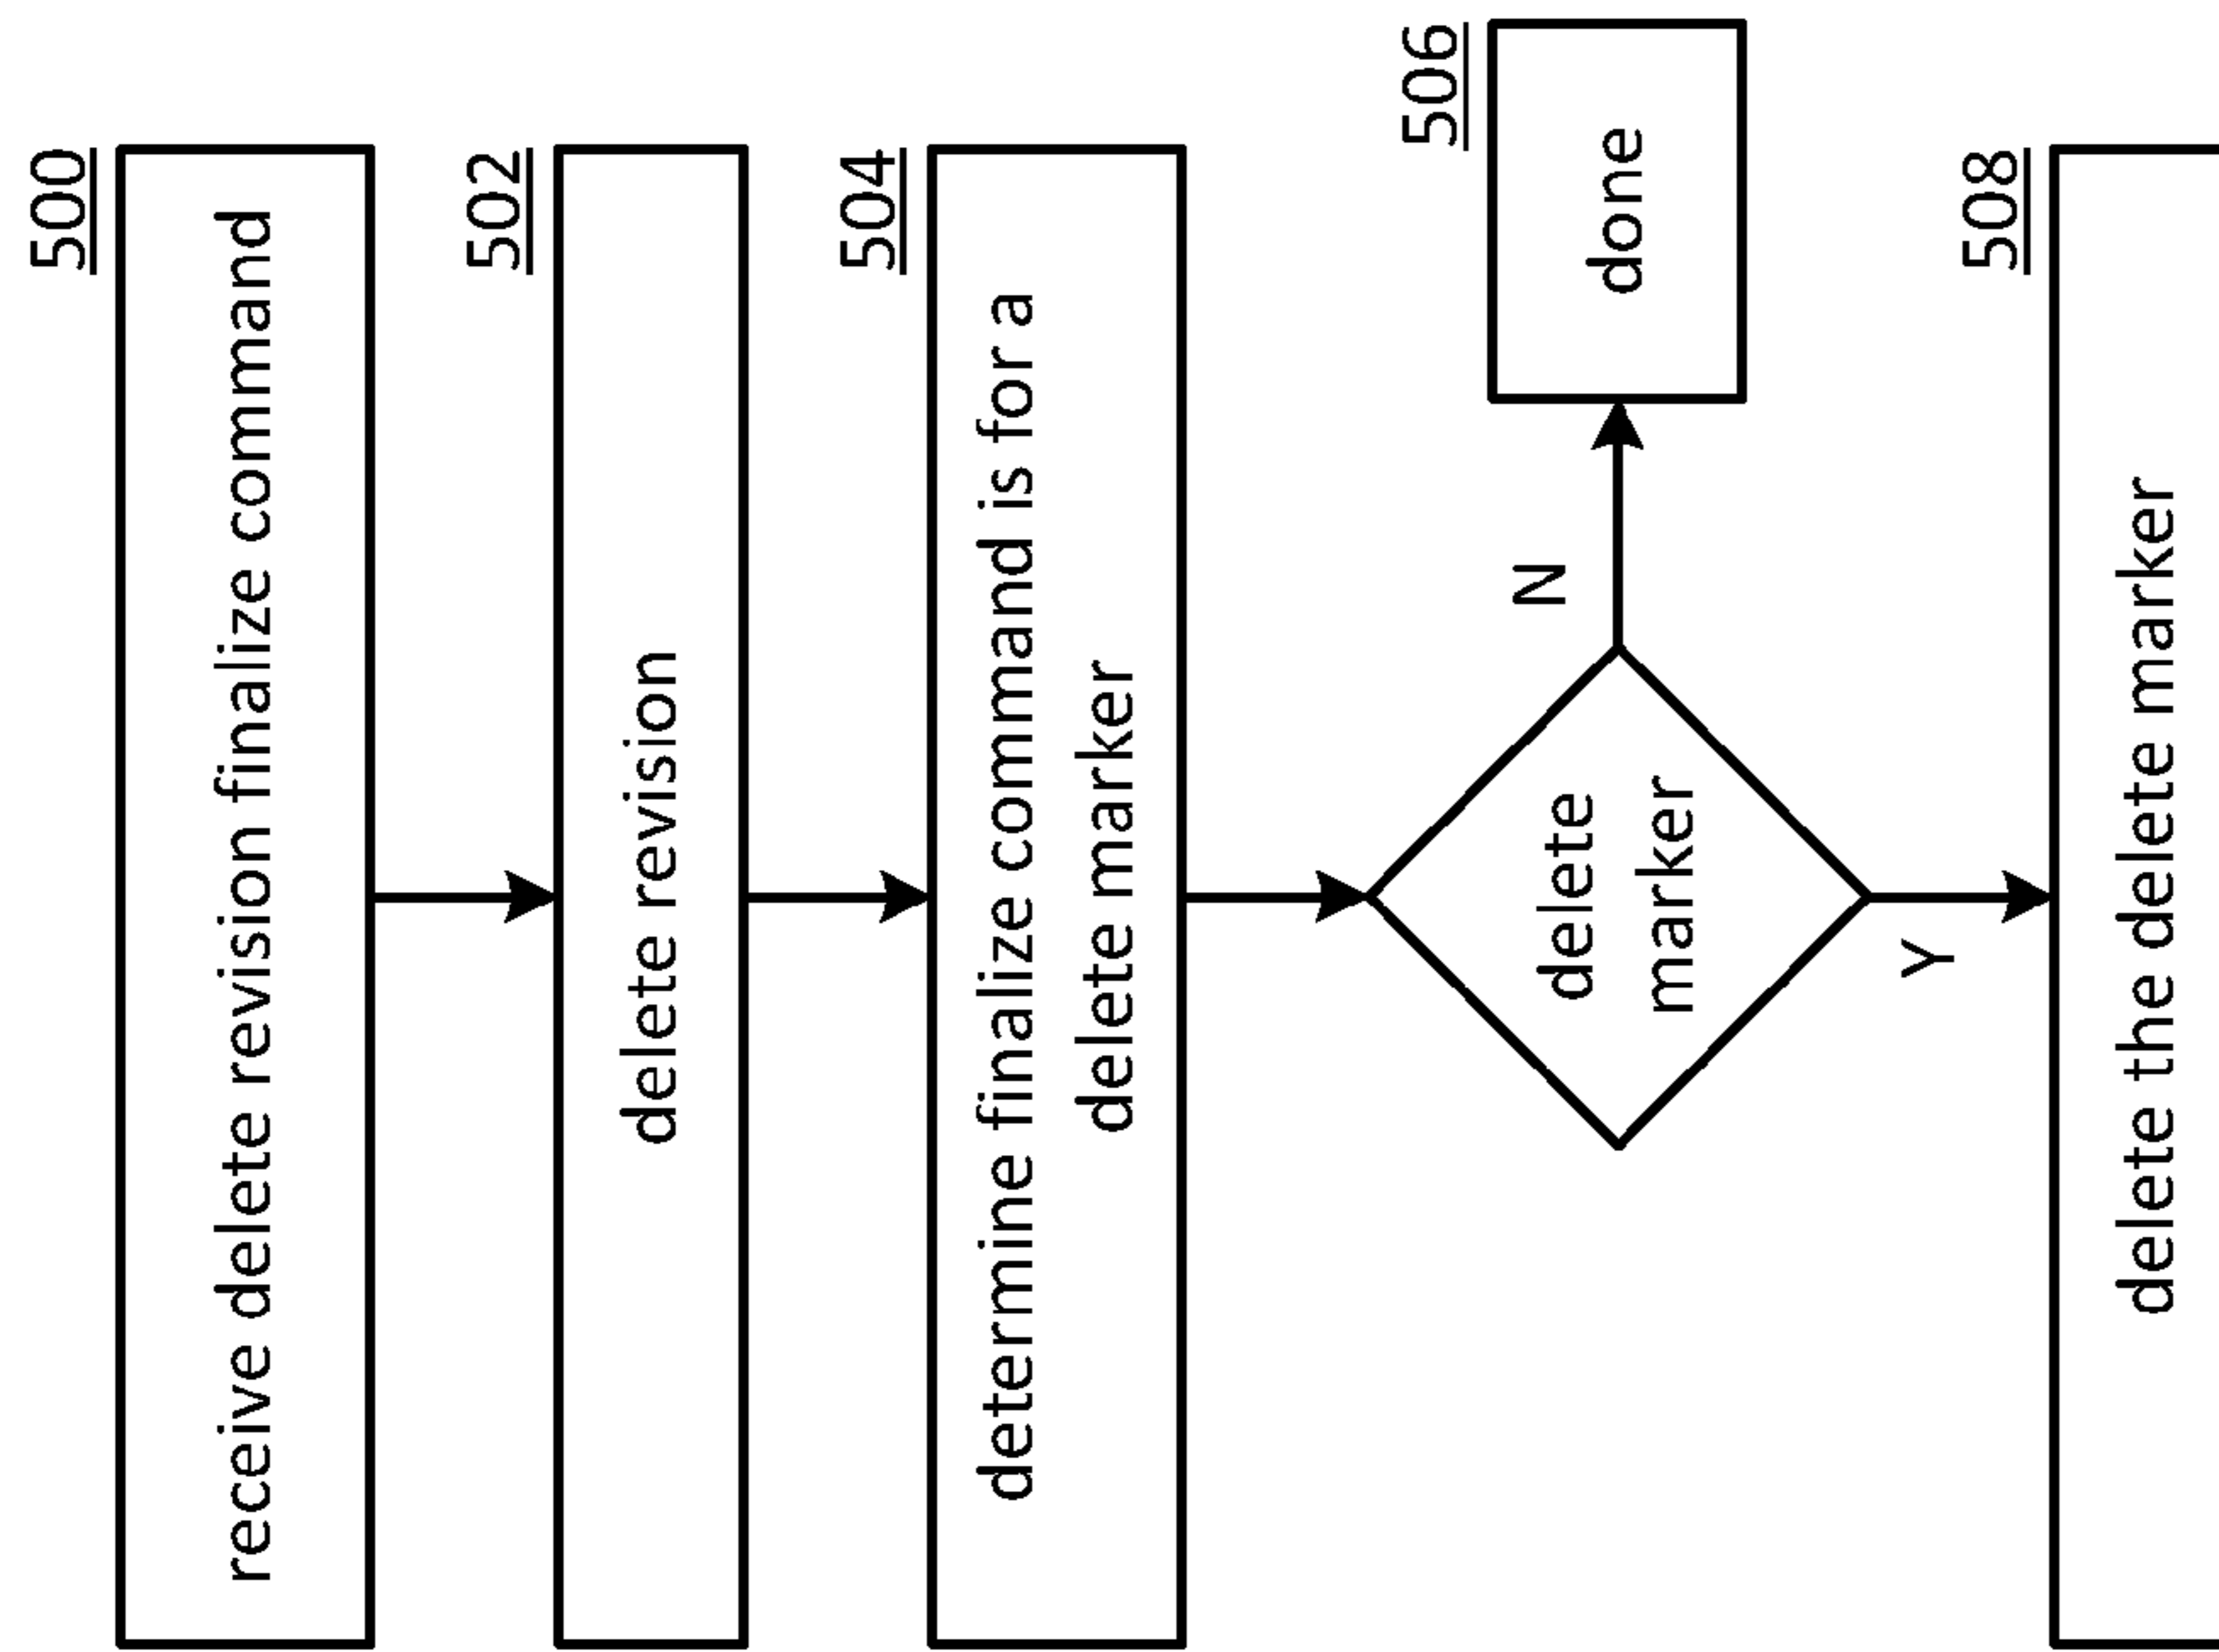 500
receive delete revision finalize command
502
delete revision
504
determine finalize command is for a
delete marker
delete
marker
N
506
done
Y
508
delete the delete marker